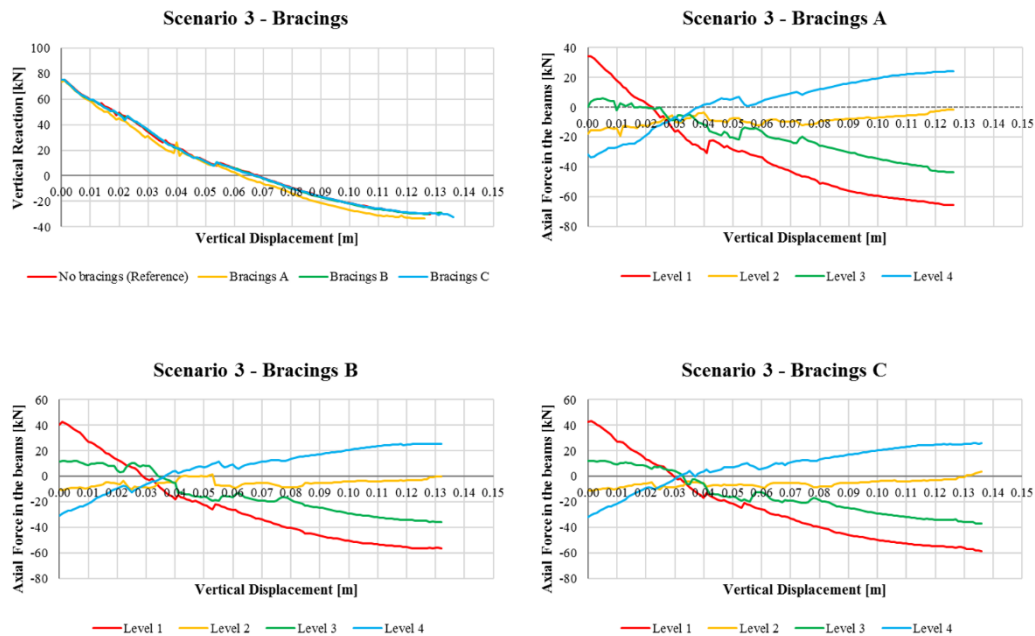 Scenario 3 - Bracings
Vertical Reaction [kN]
100
80
60
40
20
0
-20
-40
0.00 0.01 0.02 0.03 0.04 0.05 0.06 0.07 0.08 0.09 0.10 0.11 0.12 0.13 0.14 0.15
Vertical Displacement [m]
No bracings (Reference) Bracings A Bracings B Bracings C
Scenario 3 - Bracings A
Axial Force in the beams [kN]
40
20
0
-20
-40
-60
-80
0.00 0.01 0.02 0.03 0.04 0.05 0.06 0.07 0.08 0.09 0.10 0.11 0.12 0.13 0.14 0.15
Vertical Displacement [m]
Level 1 Level 2 Level 3 Level 4
Scenario 3 - Bracings B
Axial Force in the beams [kN]
60
40
20
0
-20
-40
-60
-80
0.00 0.01 0.02 0.03 0.04 0.05 0.06 0.07 0.08 0.09 0.10 0.11 0.12 0.13 0.14 0.15
Vertical Displacement [m]
Level 1 Level 2 Level 3 Level 4
Scenario 3 - Bracings C
Axial Force in the beams [kN]
60
40
20
0
-20
-40
-60
-80
0.00 0.01 0.02 0.03 0.04 0.05 0.06 0.07 0.08 0.09 0.10 0.11 0.12 0.13 0.14 0.15
Vertical Displacement [m]
Level 1 Level 2 Level 3 Level 4